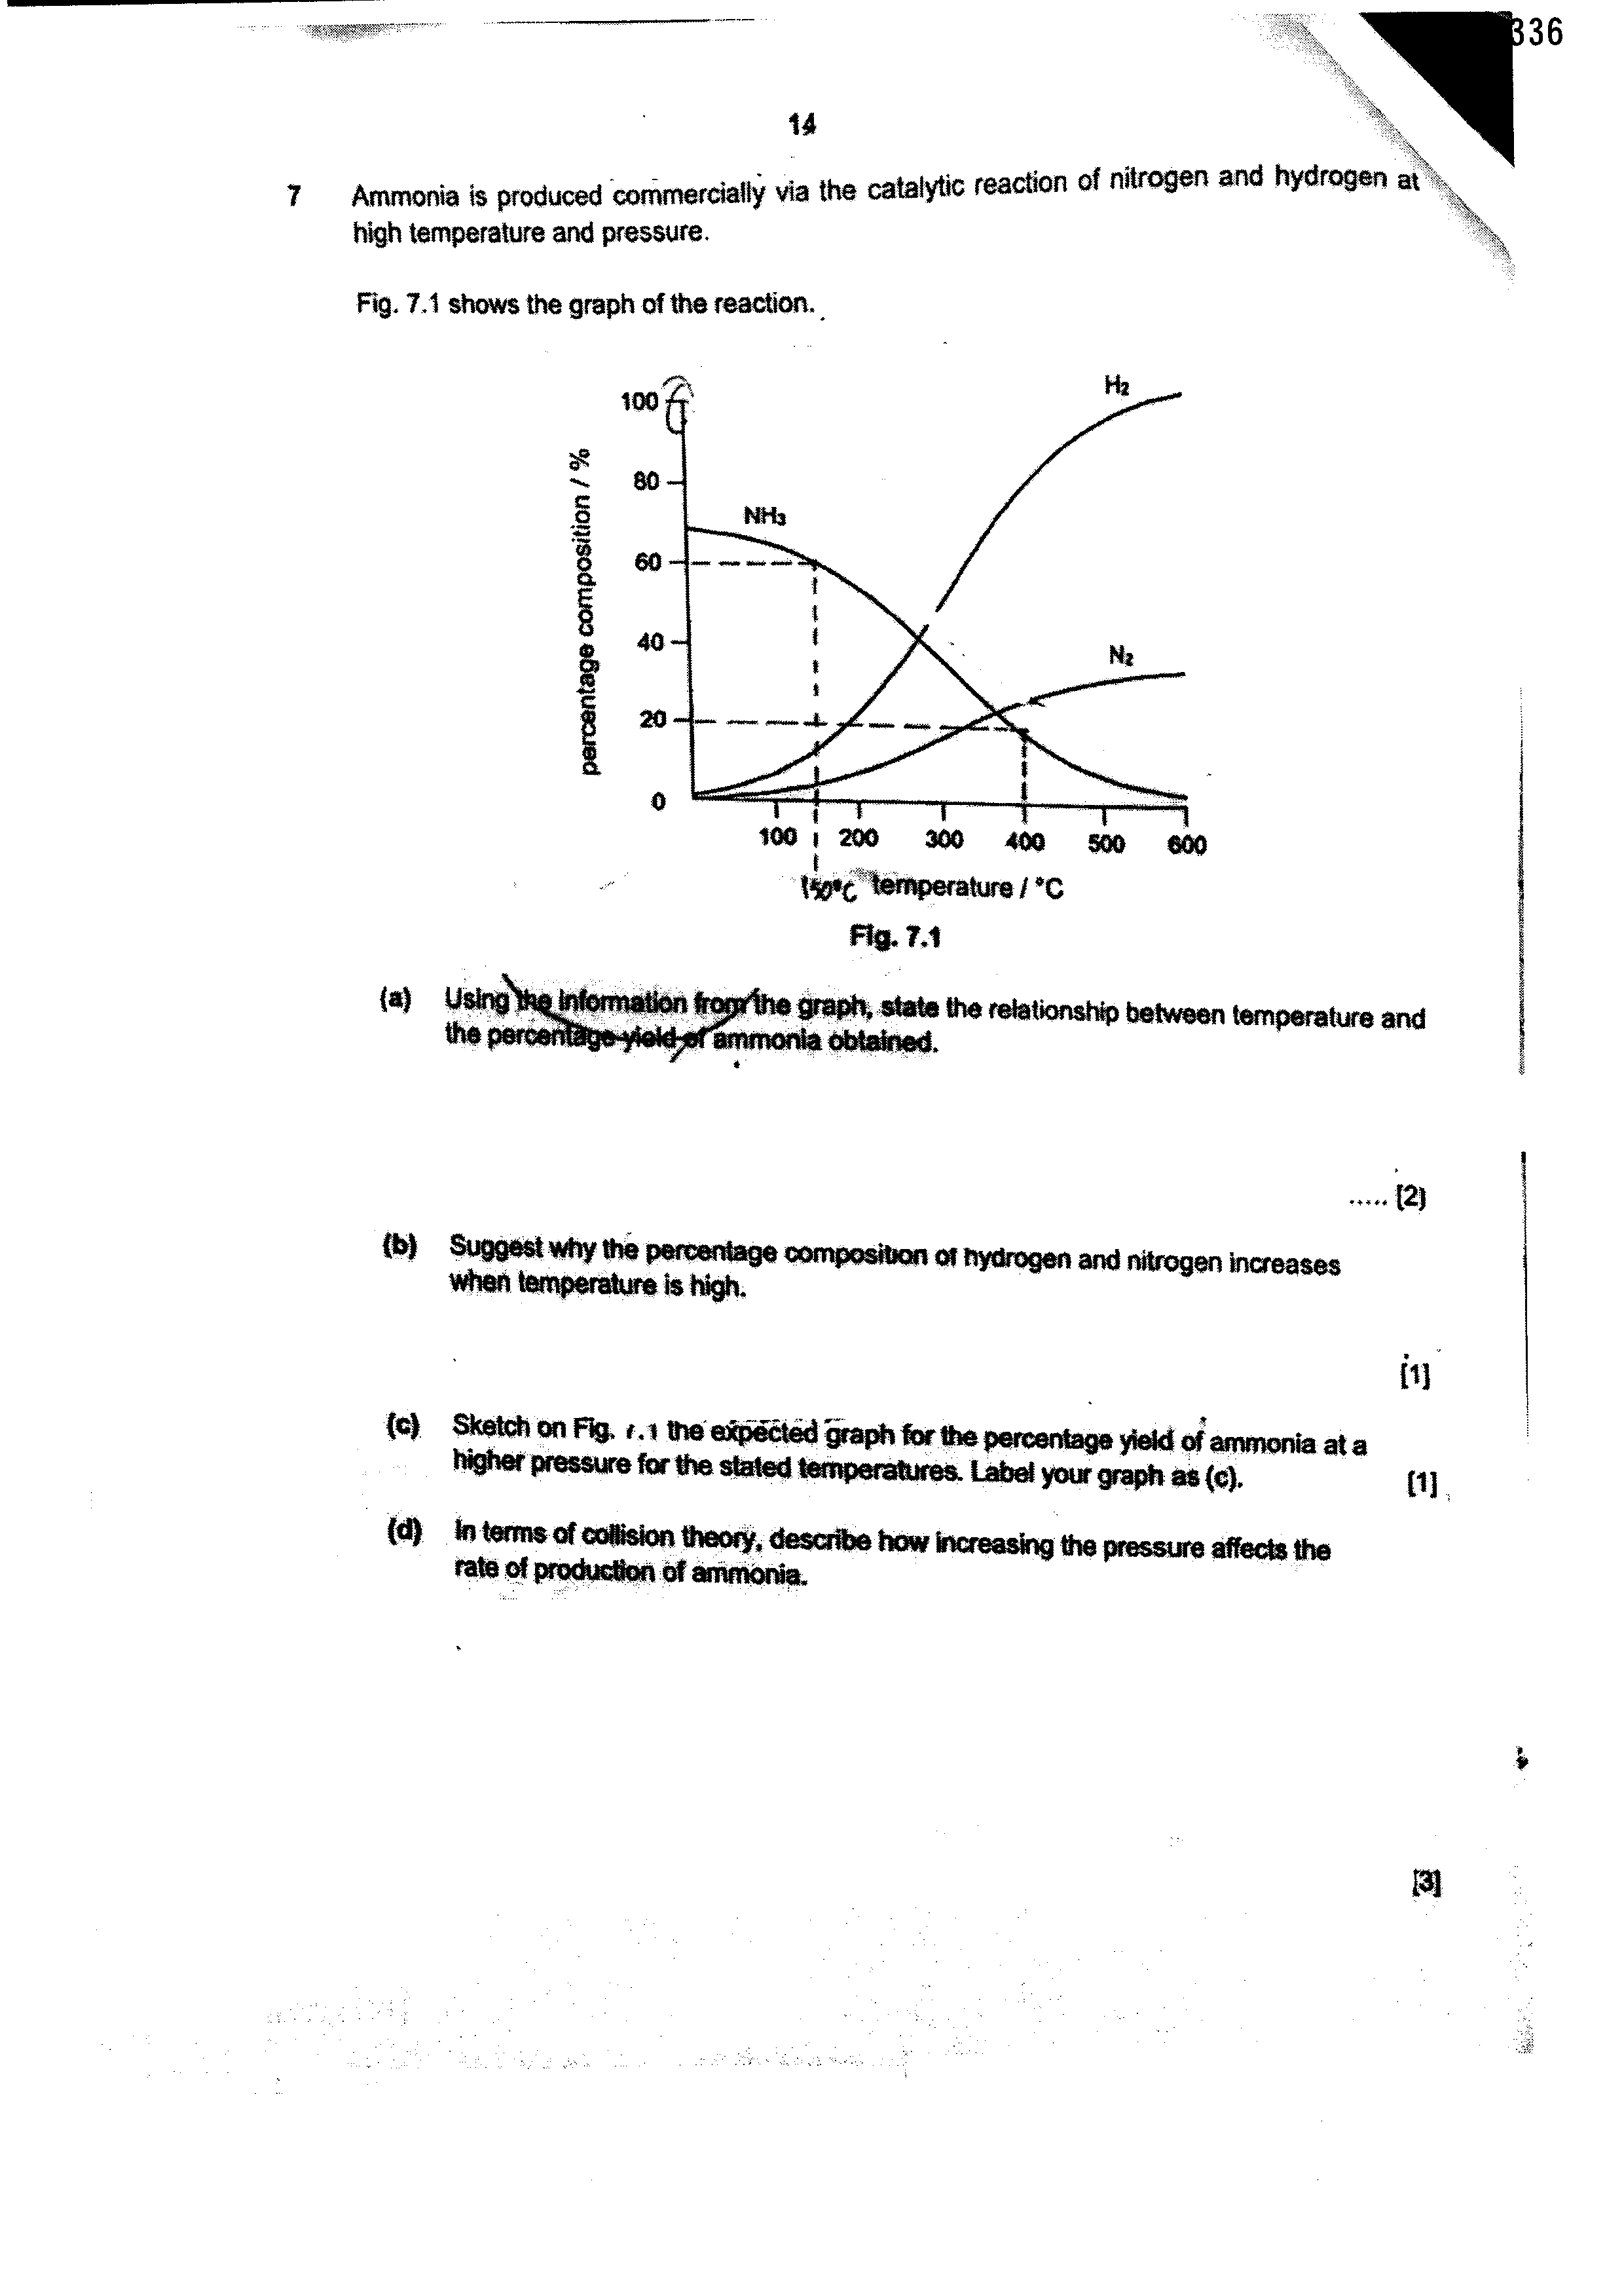 336
14
7 Ammonia is produced commercially via the catalytic reaction of nitrogen and hydrogen at
high temperature and pressure.
Fig. 7.1 shows the graph of the reaction.
percentage composition / %
100
80
60
40
20
0
H₂
NH₃
N₂
100 200 300 400 500 600
150°C temperature / °C
Fig. 7.1
(a) Using the information from the graph, state the relationship between temperature and
the percentage yield of ammonia obtained.
..... [2]
(b) Suggest why the percentage composition of hydrogen and nitrogen increases
when temperature is high.
[1]
(c) Sketch on Fig. 7.1 the expected graph for the percentage yield of ammonia at a
higher pressure for the stated temperatures. Label your graph as (c). [1]
(d) In terms of collision theory, describe how increasing the pressure affects the
rate of production of ammonia.
[3]